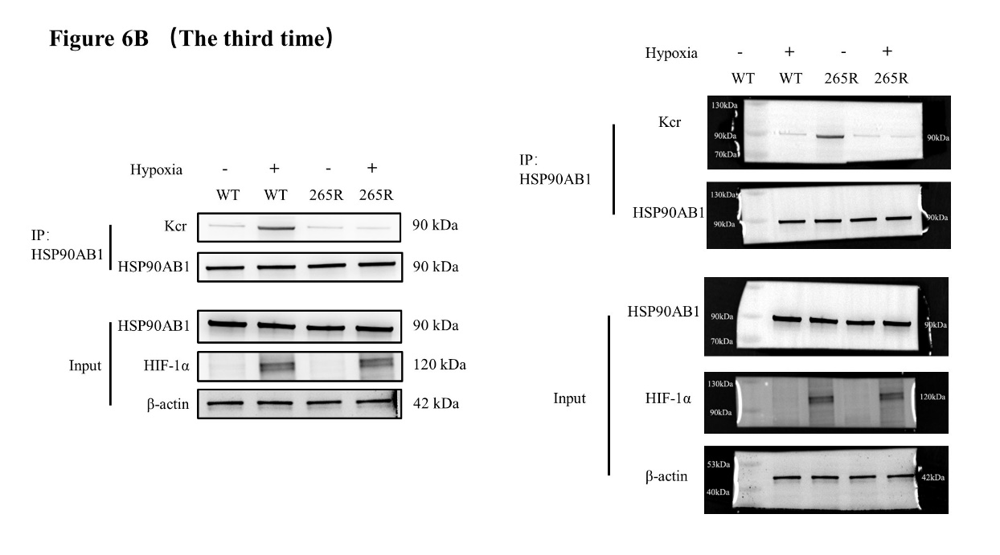 Figure 6B （The third time）
Hypoxia - + - +
WT WT 265R 265R
IP：
HSP90AB1
Kcr 90 kDa
HSP90AB1 90 kDa
Input
HSP90AB1 90 kDa
HIF-1α 120 kDa
β-actin 42 kDa
Hypoxia - + - +
WT WT 265R 265R
IP：
HSP90AB1
Kcr
130kDa
90kDa 90kDa
70kDa
HSP90AB1
130kDa
90kDa 90kDa
Input
HSP90AB1
90kDa 90kDa
70kDa
HIF-1α
130kDa
120kDa
90kDa
β-actin
53kDa
42kDa
40kDa